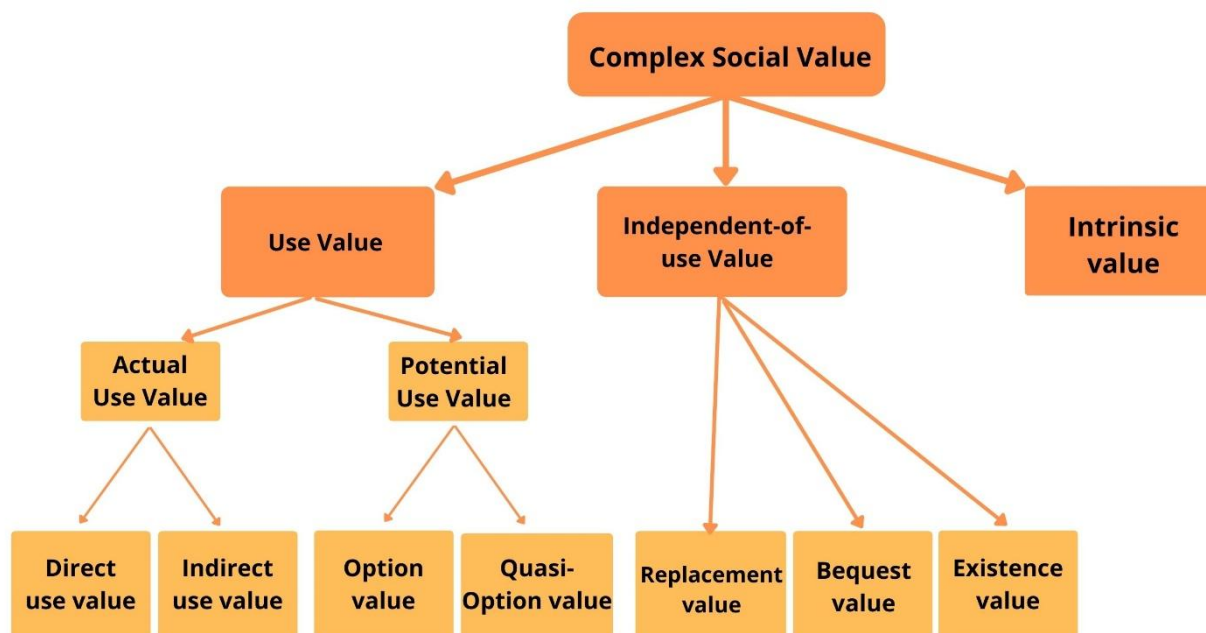 Complex Social Value
Use Value
Independent-of-
use Value
Intrinsic
value
Actual
Use Value
Potential
Use Value
Direct
use value
Indirect
use value
Option
value
Quasi-
Option value
Replacement
value
Bequest
value
Existence
value